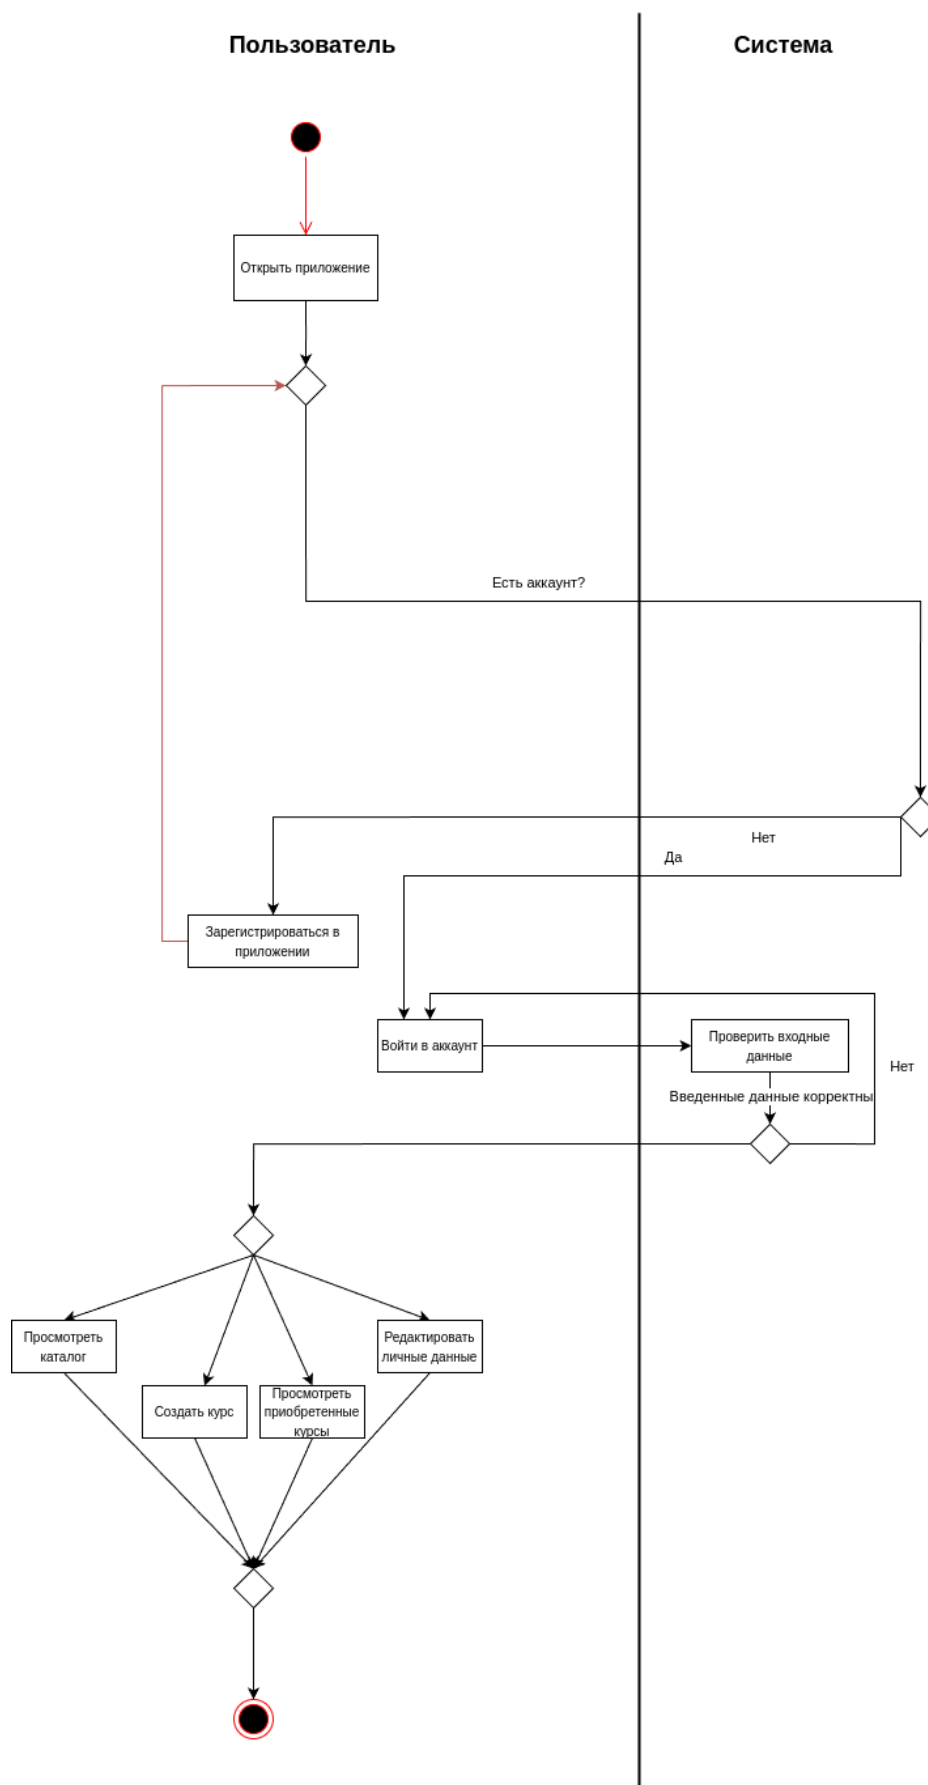 Пользователь
Система
Открыть приложение
Есть аккаунт?
Нет
Да
Зарегистрироваться в
приложении
Войти в аккаунт
Проверить входные
данные
Нет
Введенные данные корректны
Просмотреть
каталог
Редактировать
личные данные
Создать курс
Просмотреть
приобретенные
курсы